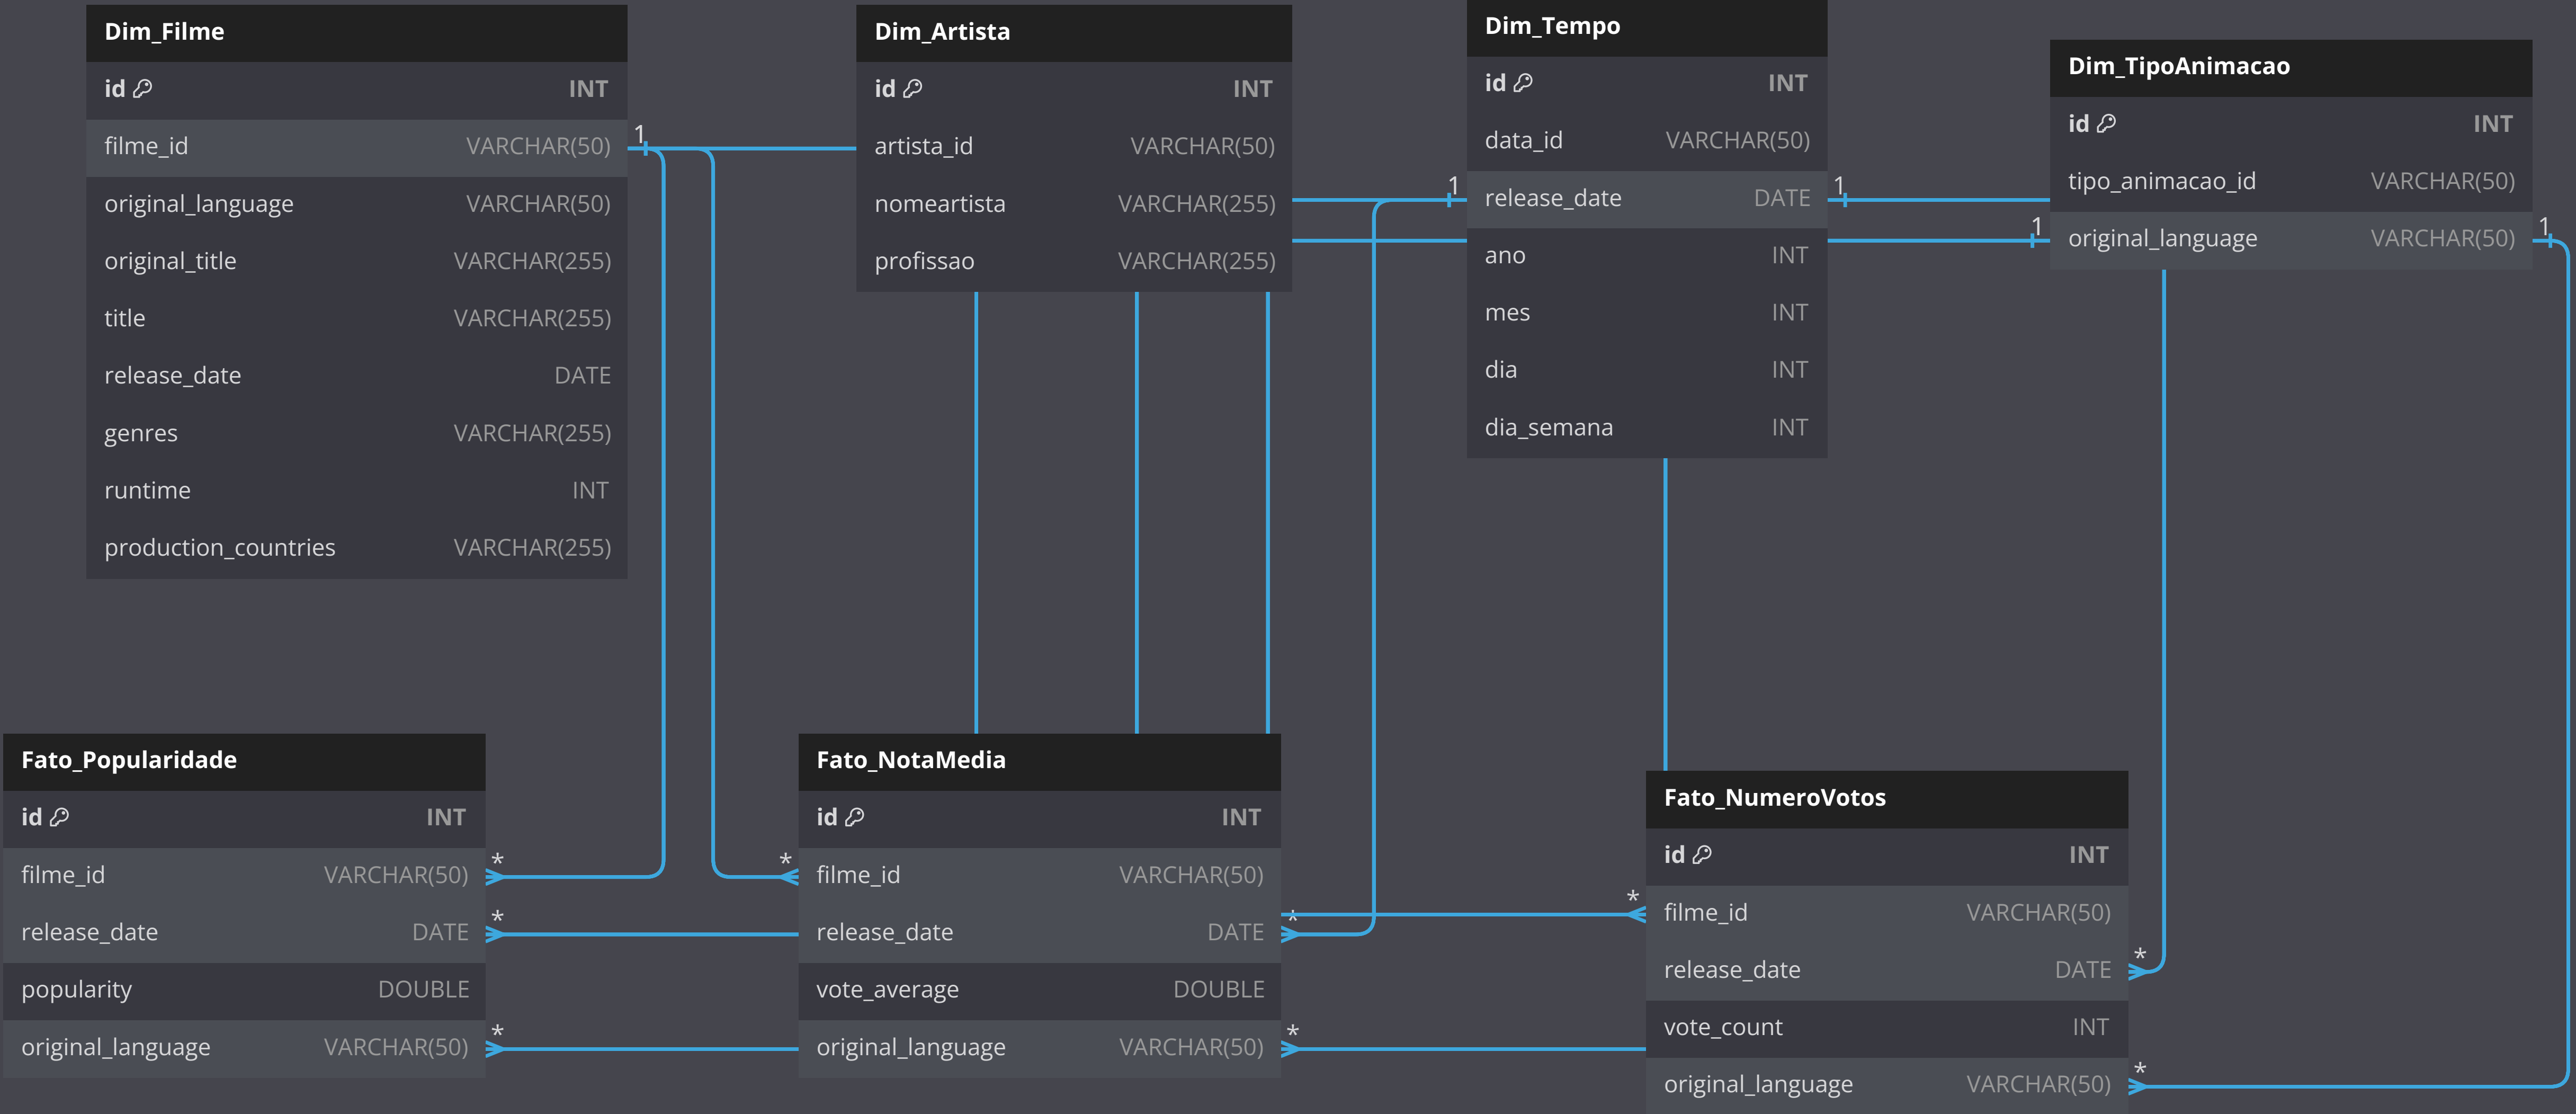 Dim_Filme
id INT
filme_id VARCHAR(50)
original_language VARCHAR(50)
original_title VARCHAR(255)
title VARCHAR(255)
release_date DATE
genres VARCHAR(255)
runtime INT
production_countries VARCHAR(255)
1
Dim_Artista
id INT
artista_id VARCHAR(50)
nomeartista VARCHAR(255)
profissao VARCHAR(255)
Dim_Tempo
id INT
data_id VARCHAR(50)
1 release_date DATE 1
ano INT
mes INT
dia INT
dia_semana INT
Dim_TipoAnimacao
id INT
tipo_animacao_id VARCHAR(50)
1 original_language VARCHAR(50) 1
Fato_Popularidade
id INT
filme_id VARCHAR(50) *
release_date DATE *
popularity DOUBLE
original_language VARCHAR(50) *
Fato_NotaMedia
id INT
* filme_id VARCHAR(50)
release_date DATE *
vote_average DOUBLE
original_language VARCHAR(50) *
Fato_NumeroVotos
id INT
* filme_id VARCHAR(50)
release_date DATE *
vote_count INT
original_language VARCHAR(50) *